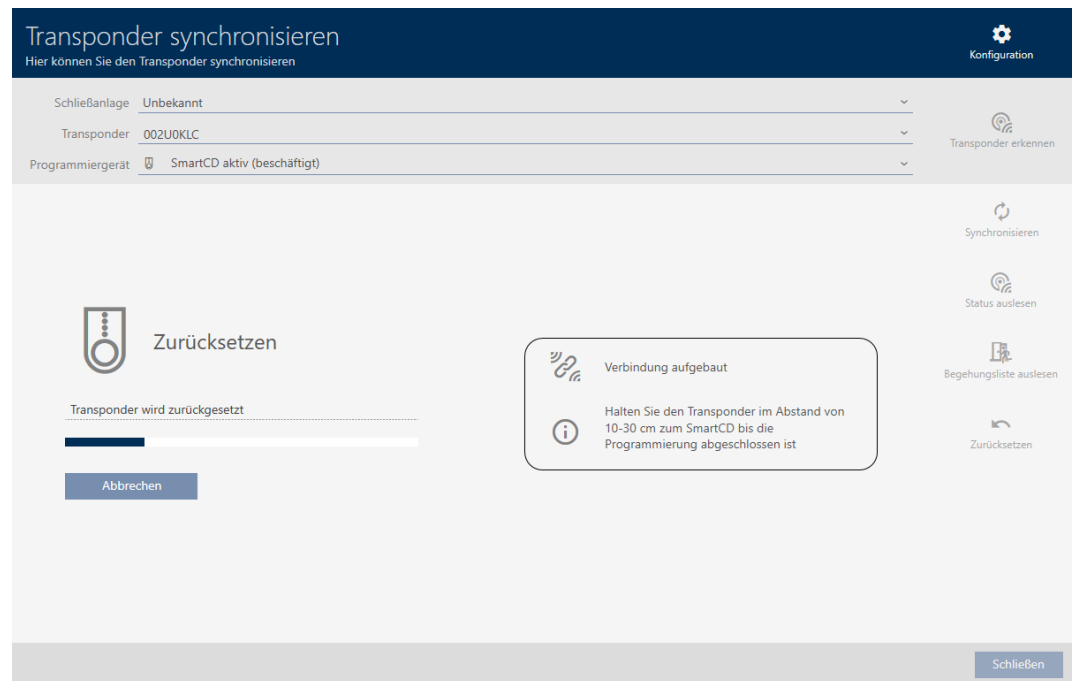 Transponder synchronisieren
Hier können Sie den Transponder synchronisieren
Konfiguration
Schließanlage Unbekannt
Transponder 002U0KLC
Programmiergerät SmartCD aktiv (beschäftigt)
Transponder erkennen
Synchronisieren
Status auslesen
Begehungsliste auslesen
Zurücksetzen
Zurücksetzen
Transponder wird zurückgesetzt
Abbrechen
Verbindung aufgebaut
Halten Sie den Transponder im Abstand von
10-30 cm zum SmartCD bis die
Programmierung abgeschlossen ist
Schließen